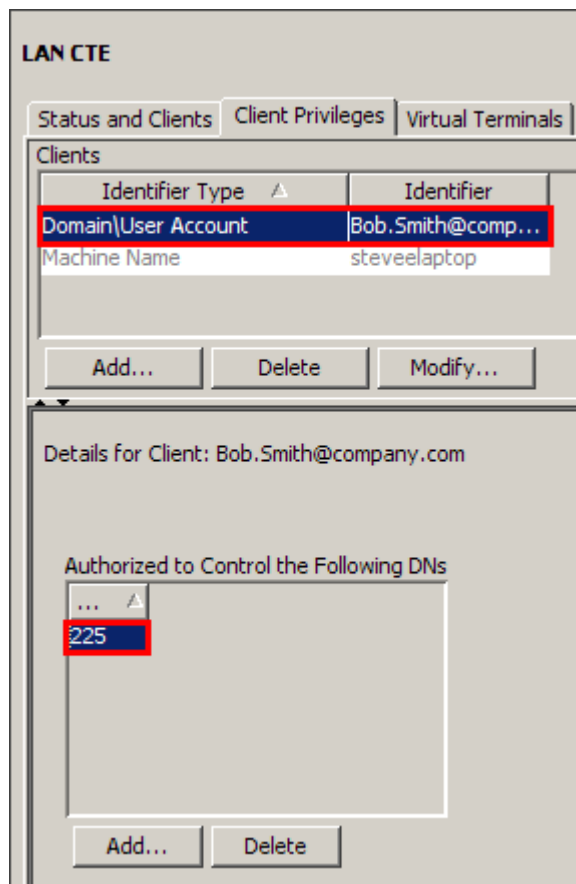 LAN CTE
Status and Clients Client Privileges Virtual Terminals
Clients
Identifier Type Identifier
Domain\User Account Bob.Smith@comp...
Machine Name steveelaptop
Add... Delete Modify...
Details for Client: Bob.Smith@company.com
Authorized to Control the Following DNs
...
225
Add... Delete